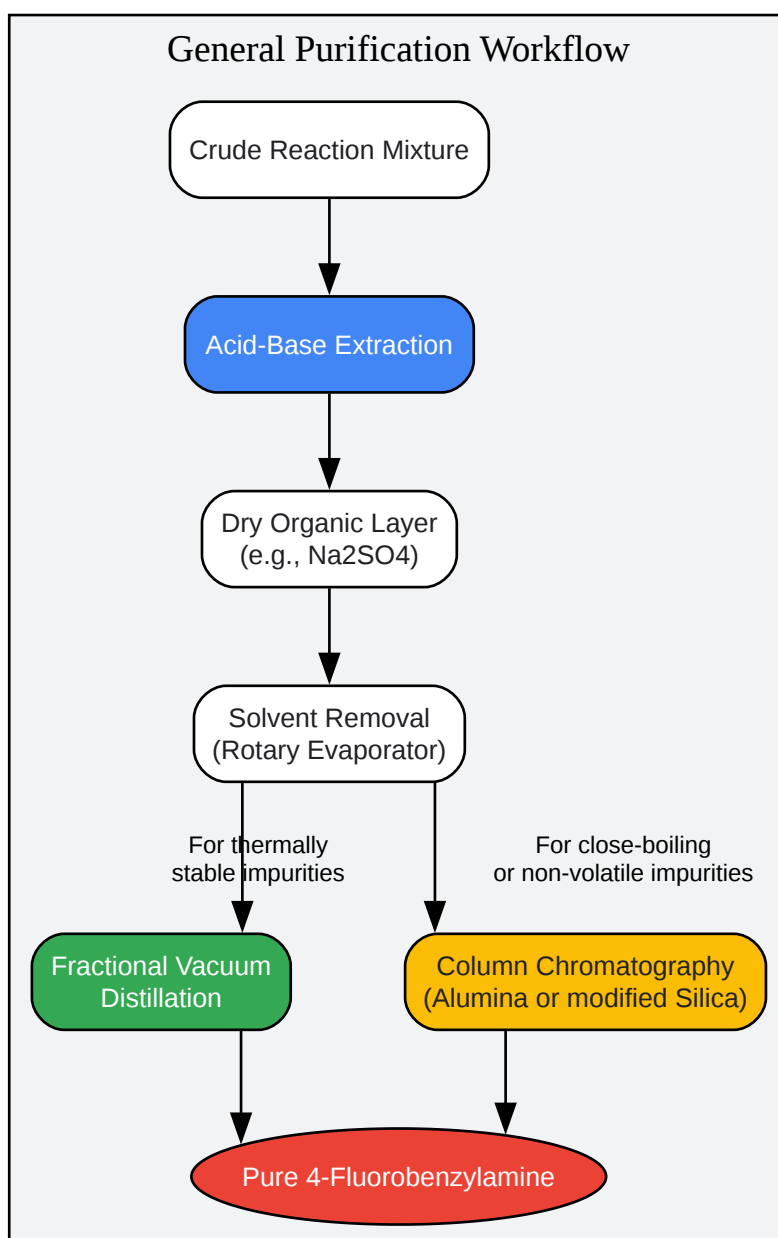 General Purification Workflow
Crude Reaction Mixture
Acid-Base Extraction
Dry Organic Layer
(e.g., Na2SO4)
Solvent Removal
(Rotary Evaporator)
For thermally
stable impurities
For close-boiling
or non-volatile impurities
Fractional Vacuum
Distillation
Column Chromatography
(Alumina or modified Silica)
Pure 4-Fluorobenzylamine